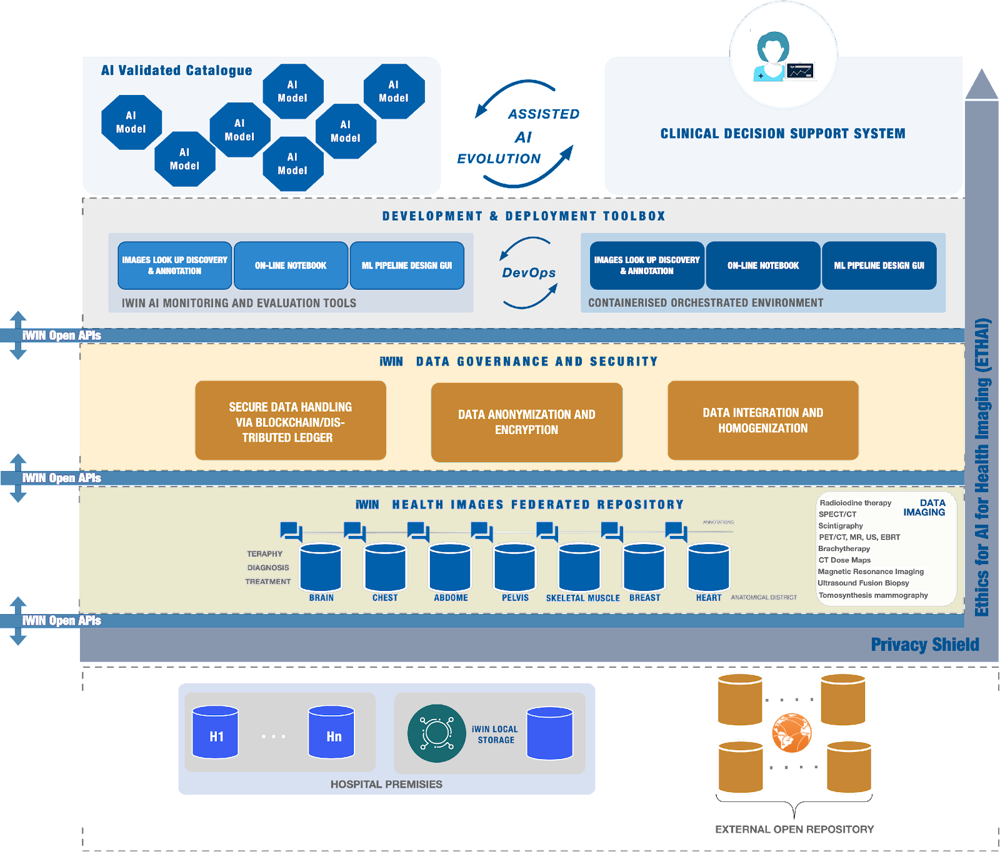 AI Validated Catalogue
AI
Model
AI
Model
AI
Model
AI
Model
AI
Model
AI
Model
AI
Model
ASSISTED
AI
EVOLUTION
CLINICAL DECISION SUPPORT SYSTEM
DEVELOPMENT & DEPLOYMENT TOOLBOX
IMAGES LOOK UP DISCOVERY
& ANNOTATION
ON-LINE NOTEBOOK
ML PIPELINE DESIGN GUI
IWIN AI MONITORING AND EVALUATION TOOLS
DevOps
IMAGES LOOK UP DISCOVERY
& ANNOTATION
ON-LINE NOTEBOOK
ML PIPELINE DESIGN GUI
CONTAINERISED ORCHESTRATED ENVIRONMENT
iWIN Open APIs
iWIN DATA GOVERNANCE AND SECURITY
SECURE DATA HANDLING
VIA BLOCKCHAIN/DIS-
TRIBUTED LEDGER
DATA ANONYMIZATION AND
ENCRYPTION
DATA INTEGRATION AND
HOMOGENIZATION
iWIN Open APIs
iWIN HEALTH IMAGES FEDERATED REPOSITORY
ANNOTATIONS
TERAPHY
DIAGNOSIS
TREATMENT
BRAIN
CHEST
ABDOME
PELVIS
SKELETAL MUSCLE
BREAST
HEART
ANATOMICAL DISTRICT
DATA
IMAGING
Radioiodine therapy
SPECT/CT
Scintigraphy
PET/CT, MR, US, EBRT
Brachytherapy
CT Dose Maps
Magnetic Resonance Imaging
Ultrasound Fusion Biopsy
Tomosynthesis mammography
iWIN Open APIs
Ethics for AI for Health Imaging (ETHAI)
Privacy Shield
H1
...
Hn
iWIN LOCAL
STORAGE
HOSPITAL PREMISIES
EXTERNAL OPEN REPOSITORY